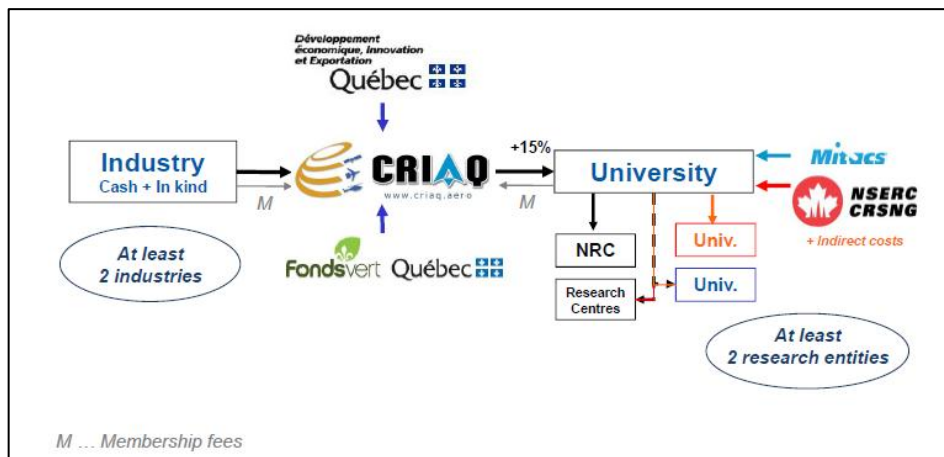 Développement
économique, Innovation
et Exportation
Québec
Industry
Cash + In kind
M
CRIAQ
www.criaq.aero
+15%
M
University
Mitacs
NSERC
CRSNG
+ Indirect costs
At least
2 industries
Fondsvert Québec
NRC
Univ.
Research
Centres
Univ.
At least
2 research entities
M ... Membership fees